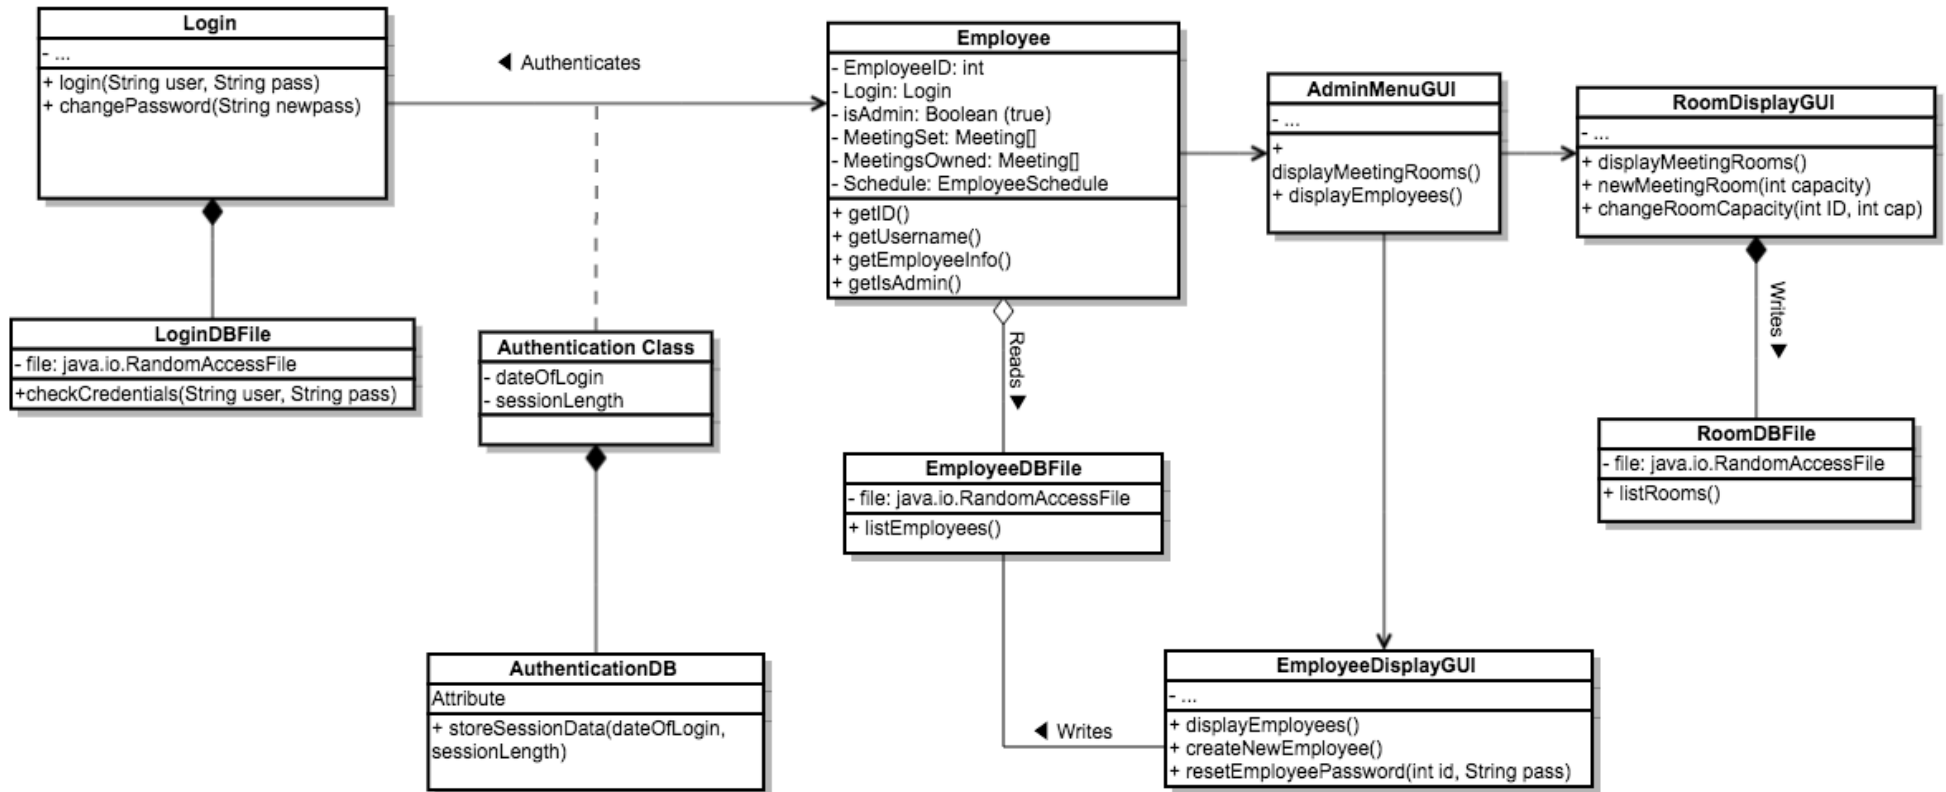 Login
- ...
+ login(String user, String pass)
+ changePassword(String newpass)
◀ Authenticates
Employee
- EmployeeID: int
- Login: Login
- isAdmin: Boolean (true)
- MeetingSet: Meeting[]
- MeetingsOwned: Meeting[]
- Schedule: EmployeeSchedule
+ getID()
+ getUsername()
+ getEmployeeInfo()
+ getIsAdmin()
AdminMenuGUI
- ...
+
displayMeetingRooms()
+ displayEmployees()
RoomDisplayGUI
- ...
+ displayMeetingRooms()
+ newMeetingRoom(int capacity)
+ changeRoomCapacity(int ID, int cap)
LoginDBFile
- file: java.io.RandomAccessFile
+checkCredentials(String user, String pass)
Authentication Class
- dateOfLogin
- sessionLength
Reads ▼
Writes ▼
EmployeeDBFile
- file: java.io.RandomAccessFile
+ listEmployees()
RoomDBFile
- file: java.io.RandomAccessFile
+ listRooms()
AuthenticationDB
Attribute
+ storeSessionData(dateOfLogin,
sessionLength)
◀ Writes
EmployeeDisplayGUI
- ...
+ displayEmployees()
+ createNewEmployee()
+ resetEmployeePassword(int id, String pass)